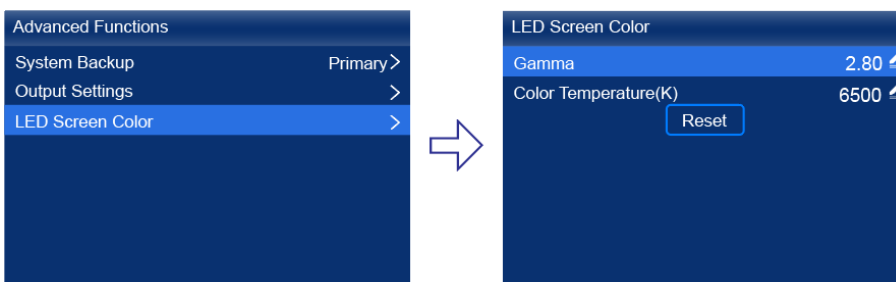 Advanced Functions
System Backup Primary>
Output Settings >
LED Screen Color >
LED Screen Color
Gamma 2.80
Color Temperature(K) 6500
Reset